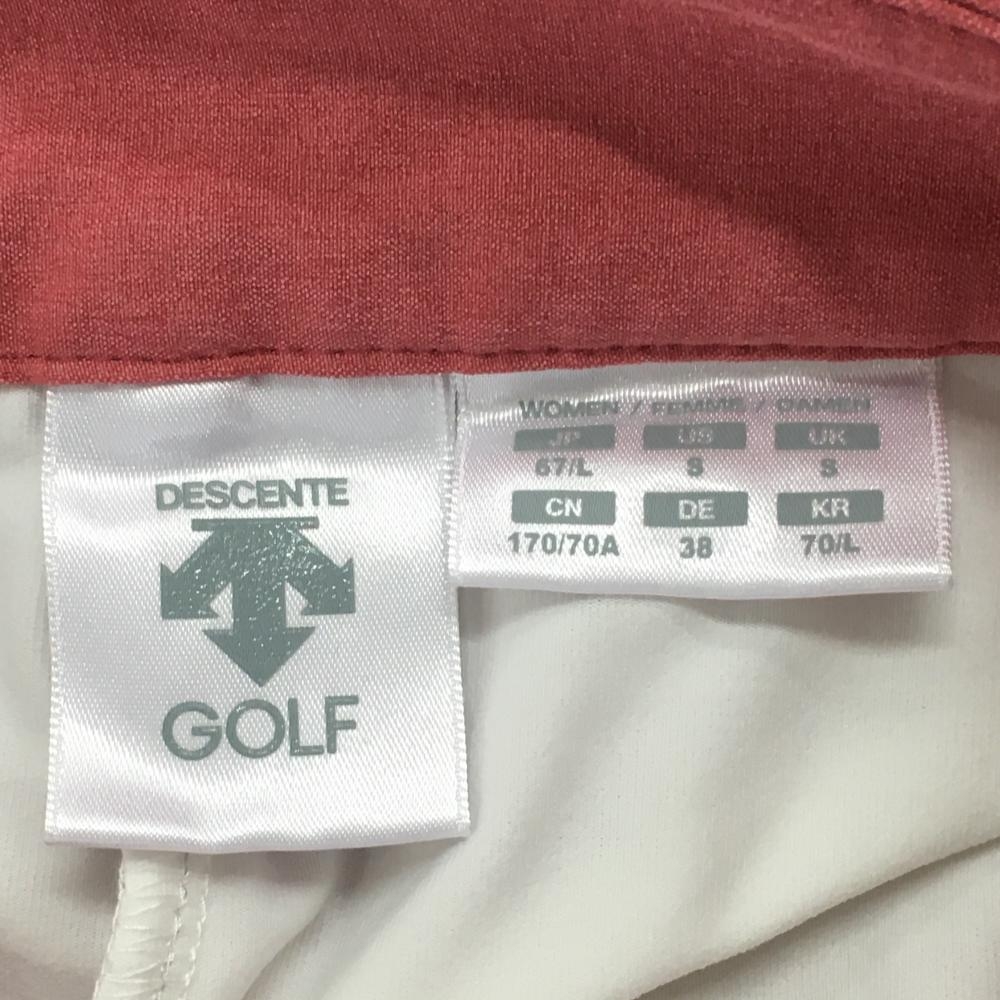 DESCENTE
GOLF
WOMEN / FEMME / DAMEN
JP US UK
67/L S S
CN DE KR
170/70A 38 70/L